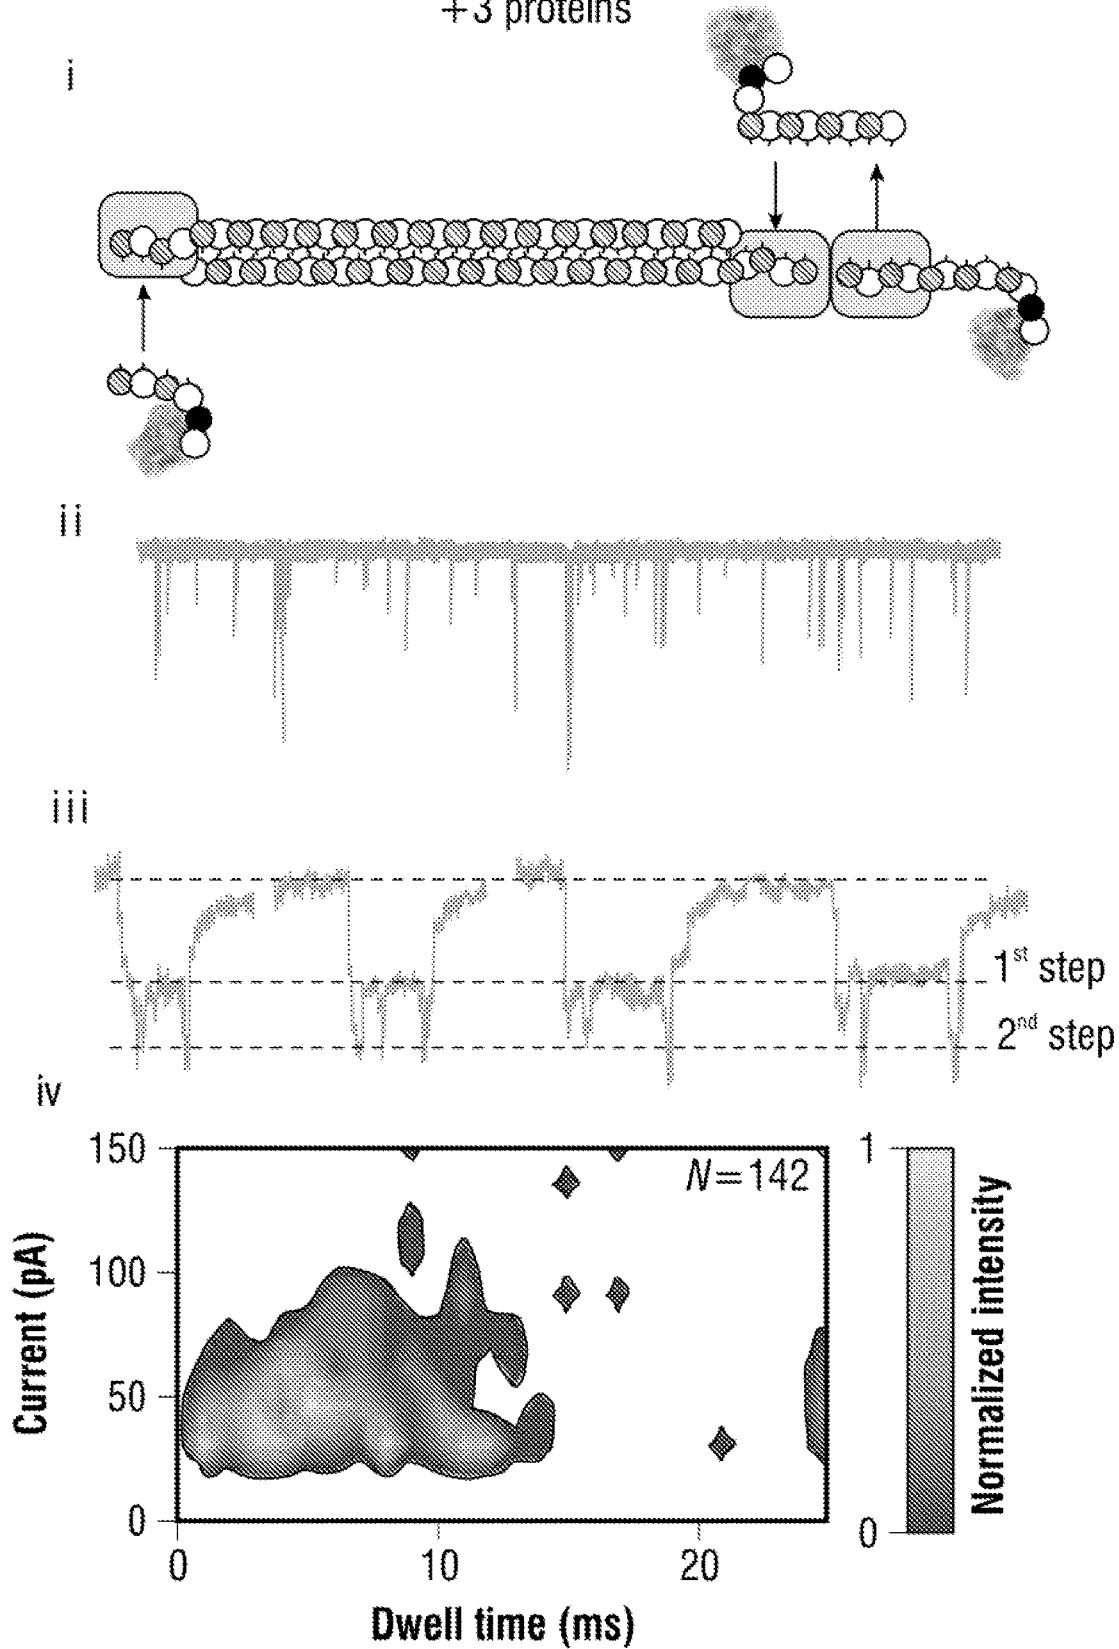 +3 proteins
i
ii
iii
1st step
2nd step
iv
150
100
50
0
Current (pA)
N=142
0
10
20
Dwell time (ms)
1
0
Normalized intensity